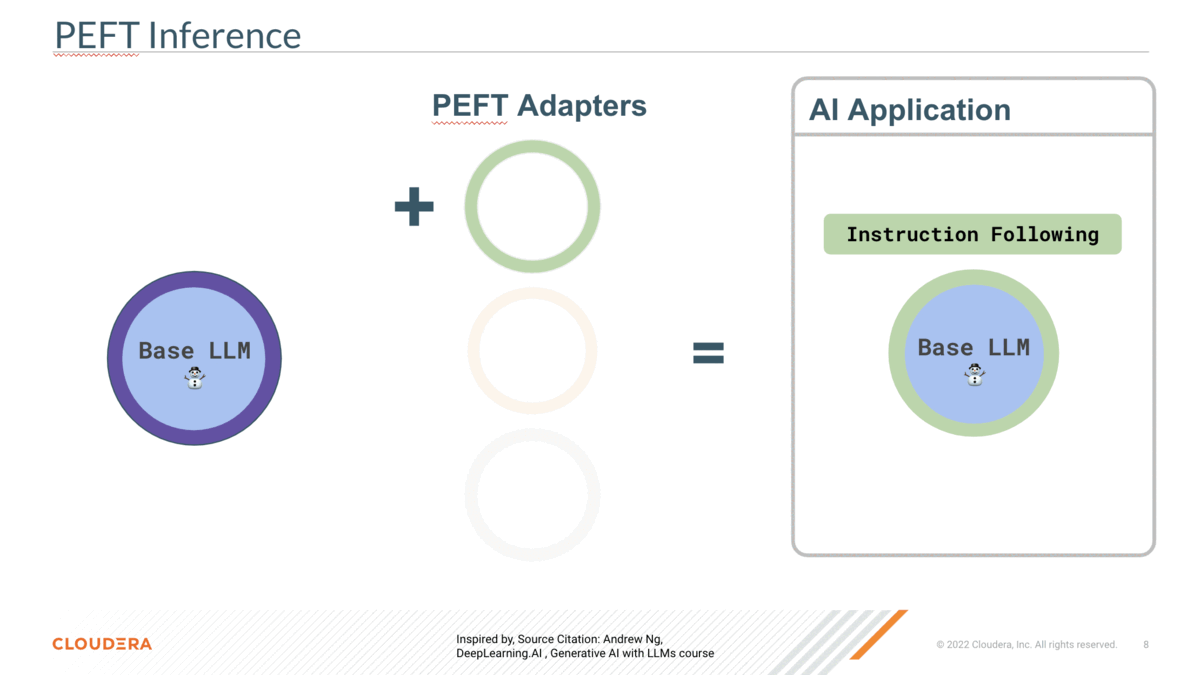 PEFT Inference
PEFT Adapters
AI Application
Instruction Following
Base LLM
Base LLM
CLOUDERA
Inspired by, Source Citation: Andrew Ng,
DeepLearning.AI , Generative AI with LLMs course
© 2022 Cloudera, Inc. All rights reserved.
8